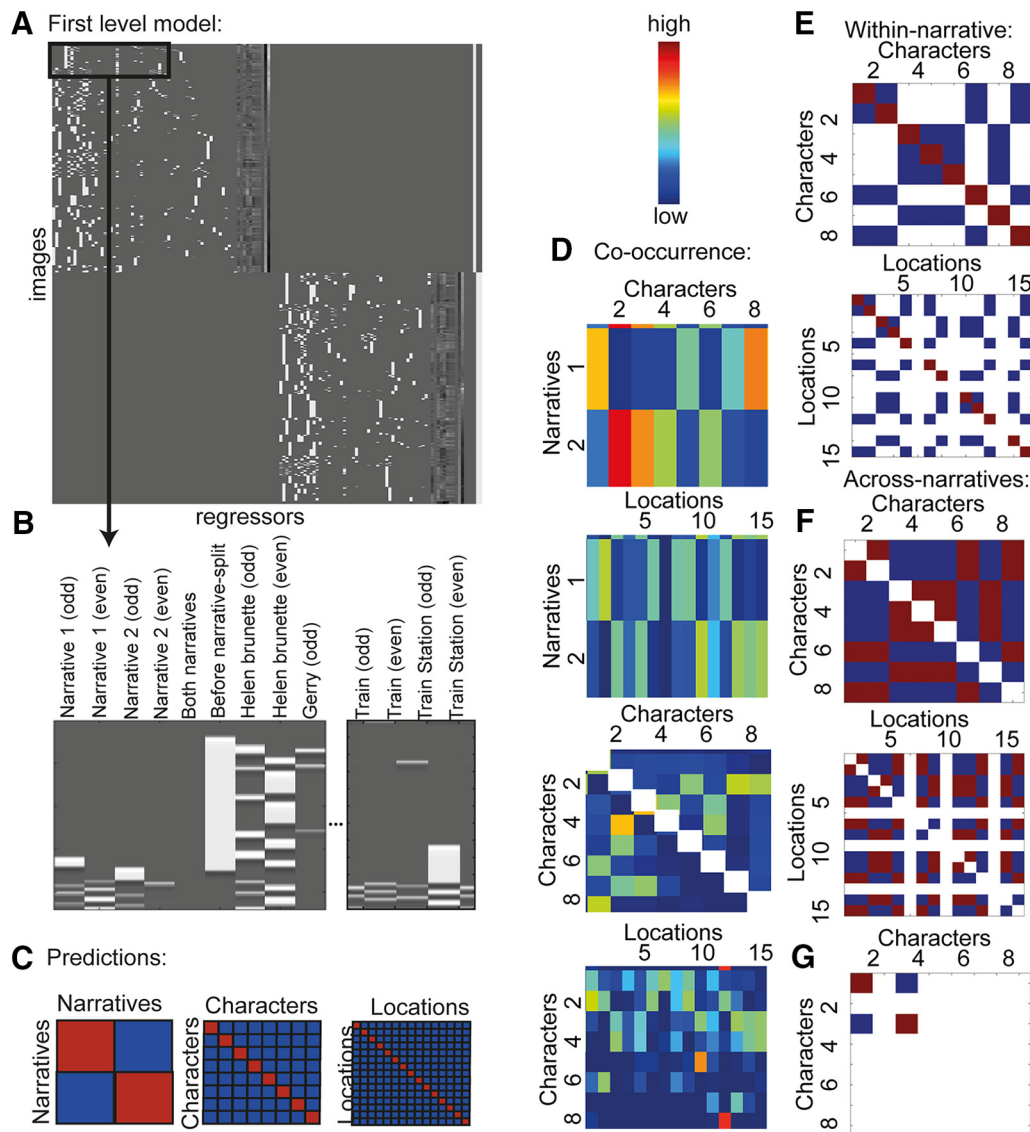 A First level model:
images
regressors
B
Narrative 1 (odd)
Narrative 1 (even)
Narrative 2 (odd)
Narrative 2 (even)
Both narratives
Before narrative-split
Helen brunette (odd)
Helen brunette (even)
Gerry (odd)
...
Train (odd)
Train (even)
Train Station (odd)
Train Station (even)
C Predictions:
Narratives
Narratives
Characters
Characters
Locations
Locations
high
low
D Co-occurrence:
Characters
2 4 6 8
Narratives
1
2
Locations
5 10 15
Narratives
1
2
Characters
2 4 6 8
Characters
2
4
6
8
Locations
5 10 15
Characters
2
4
6
8
E Within-narrative:
Characters
2 4 6 8
Characters
2
4
6
8
Locations
5 10 15
Locations
5
10
15
Across-narratives:
F
Characters
2 4 6 8
Characters
2
4
6
8
Locations
5 10 15
Locations
5
10
15
G
Characters
2 4 6 8
Characters
2
4
6
8